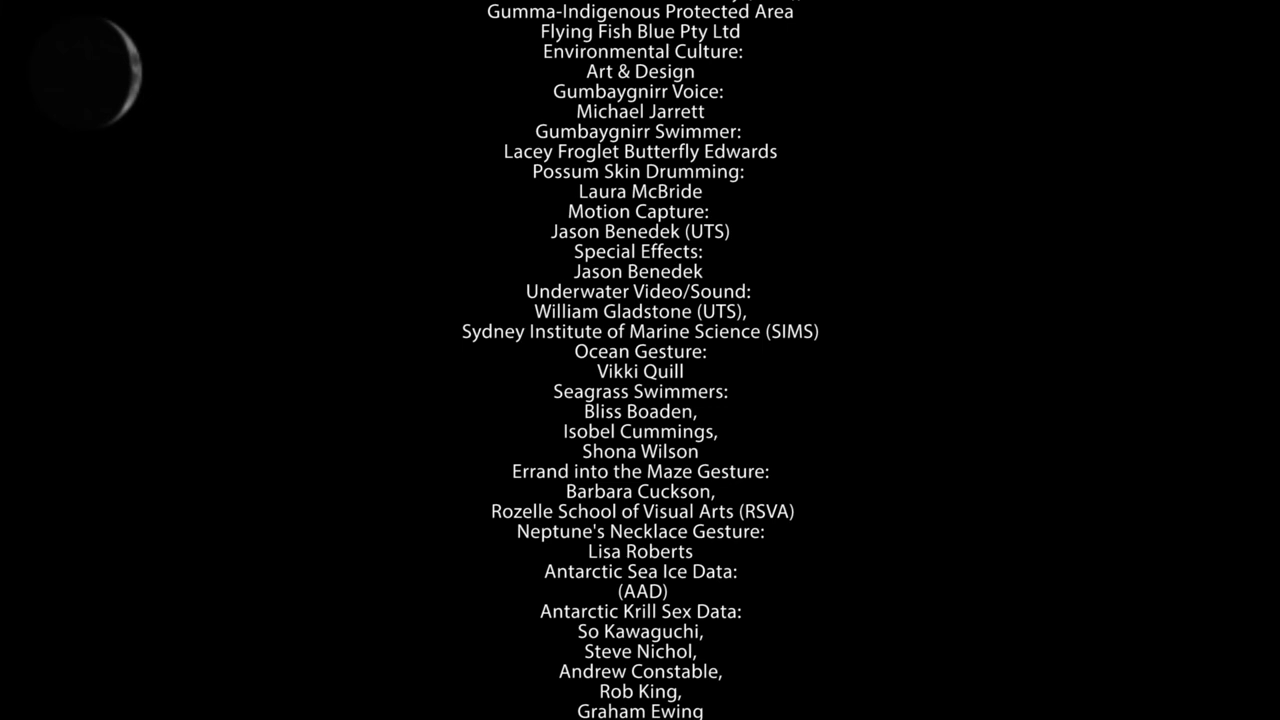 Gumma-Indigenous Protected Area
Flying Fish Blue Pty Ltd
Environmental Culture:
Art & Design
Gumbaygnirr Voice:
Michael Jarrett
Gumbaygnirr Swimmer:
Lacey Froglet Butterfly Edwards
Possum Skin Drumming:
Laura McBride
Motion Capture:
Jason Benedek (UTS)
Special Effects:
Jason Benedek
Underwater Video/Sound:
William Gladstone (UTS),
Sydney Institute of Marine Science (SIMS)
Ocean Gesture:
Vikki Quill
Seagrass Swimmers:
Bliss Boaden,
Isobel Cummings,
Shona Wilson
Errand into the Maze Gesture:
Barbara Cuckson,
Rozelle School of Visual Arts (RSVA)
Neptune's Necklace Gesture:
Lisa Roberts
Antarctic Sea Ice Data:
(AAD)
Antarctic Krill Sex Data:
So Kawaguchi,
Steve Nichol,
Andrew Constable,
Rob King,
Graham Ewing